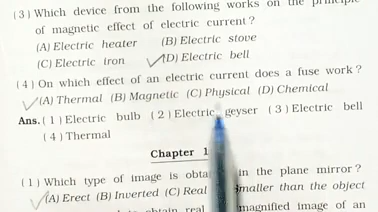 (3) Which device from the following works on the principle
of magnetic effect of electric current?
(A) Electric heater (B) Electric stove
(C) Electric iron (D) Electric bell
(4) On which effect of an electric current does a fuse work?
(A) Thermal (B) Magnetic (C) Physical (D) Chemical
Ans. (1) Electric bulb (2) Electric geyser (3) Electric bell
(4) Thermal
Chapter 1
(1) Which type of image is in the plane mirror?
(A) Erect (B) Inverted (C) Real smaller than the object
obtain real magnified image of an